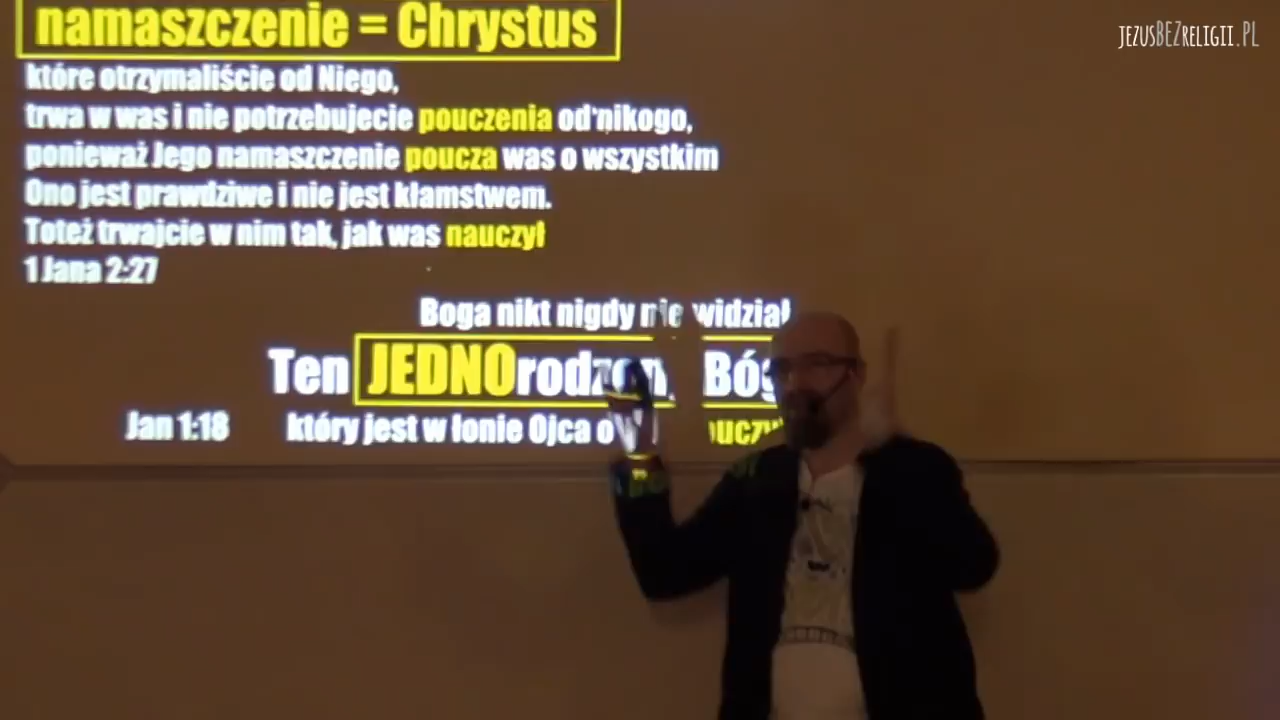 namaszczenie = Chrystus
JEZUSBEZRELIGII.PL
które otrzymaliście od Niego,
trwa w was i nie potrzebujecie pouczenia od nikogo,
ponieważ Jego namaszczenie poucza was o wszystkim
Ono jest prawdziwe i nie jest kłamstwem.
Toteż trwajcie w nim tak, jak was nauczył
1 Jana 2:27
Boga nikt nigdy nie widział
Ten JEDNOrodzon Bóg
Jan 1:18 który jest w łonie Ojca o